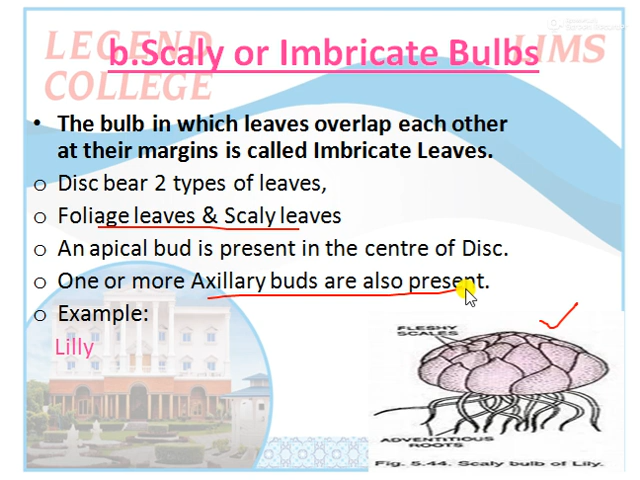 LEGEND LIMS
COLLEGE
b.Scaly or Imbricate Bulbs
• The bulb in which leaves overlap each other
at their margins is called Imbricate Leaves.
o Disc bear 2 types of leaves,
o Foliage leaves & Scaly leaves
o An apical bud is present in the centre of Disc.
o One or more Axillary buds are also present.
o Example:
Lilly
FLESHY
SCALES
ADVENTITIOUS
ROOTS
Fig. 5.44. Scaly bulb of Lily.